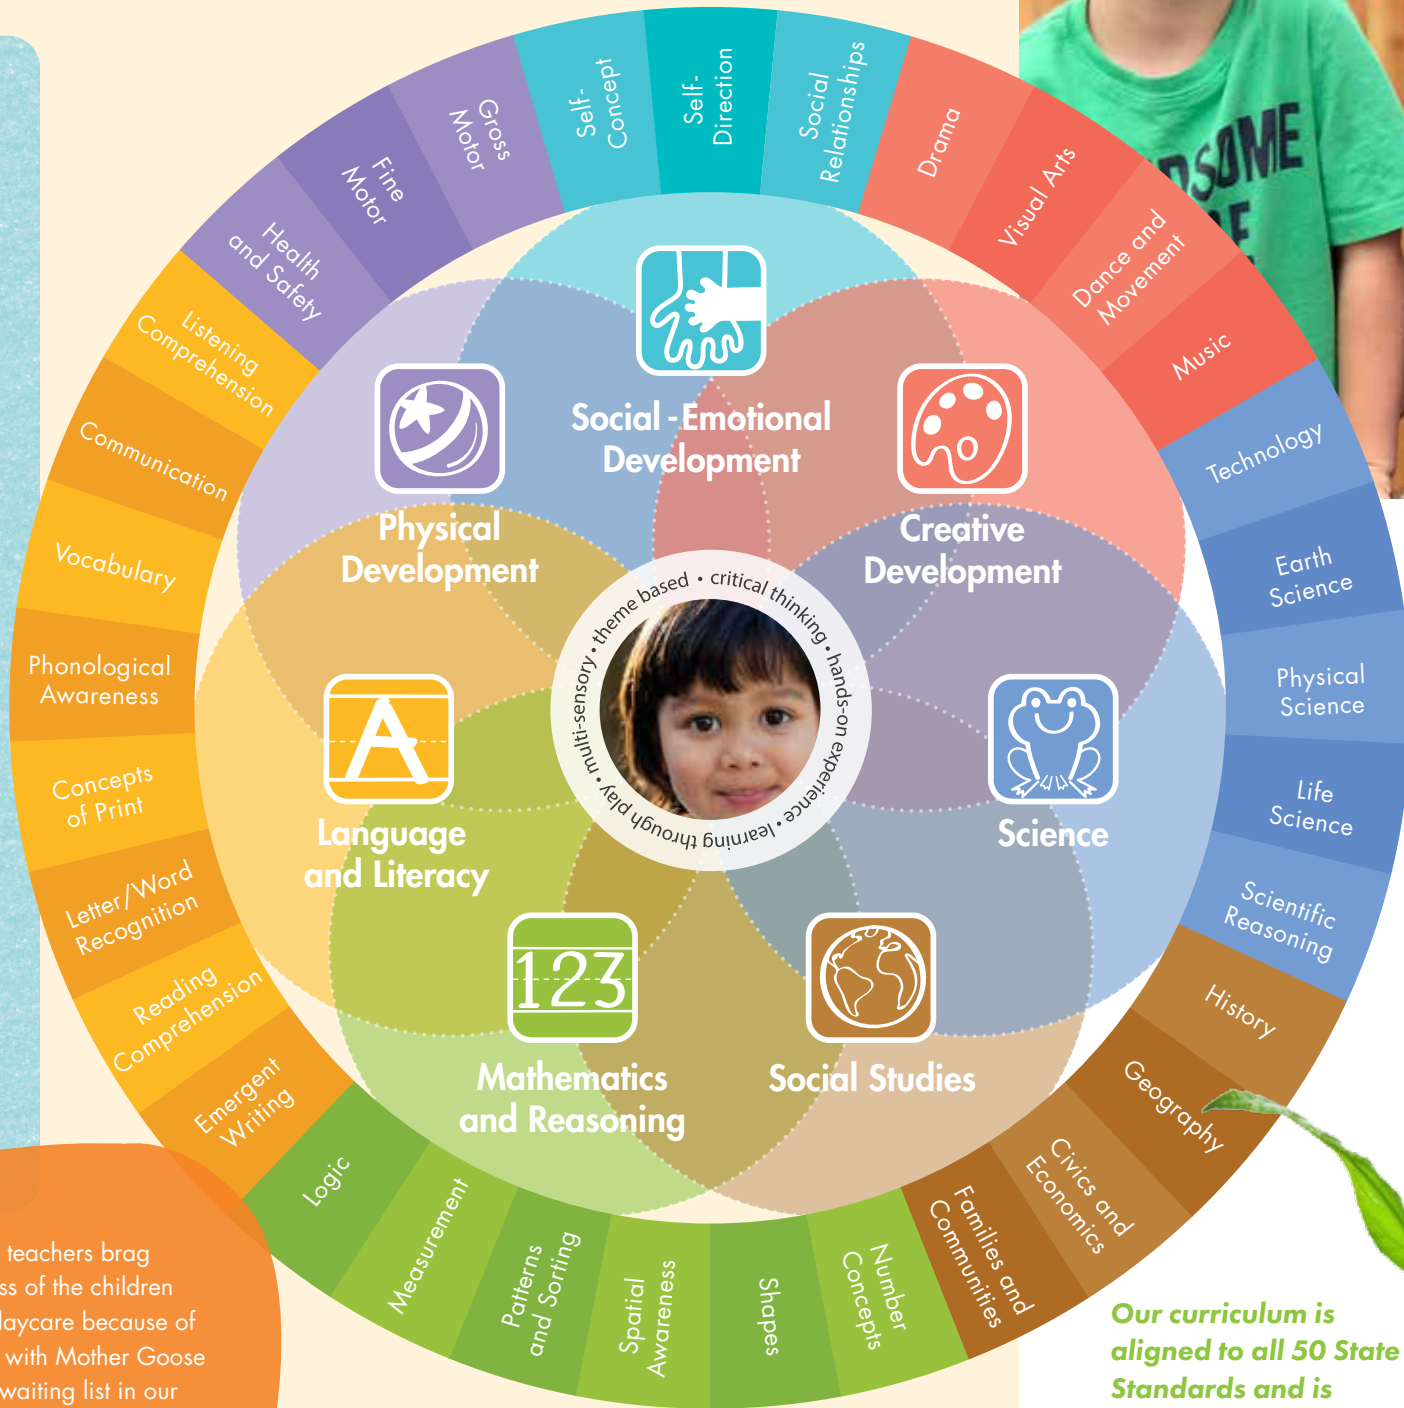 Self-
Concept
Self-
Direction
Social
Relationships
Drama
Visual Arts
Dance and
Movement
Music
Technology
Earth
Science
Physical
Science
Life
Science
Scientific
Reasoning
History
Geography
Civics and
Economics
Families and
Communities
Number
Concepts
Shapes
Spatial
Awareness
Patterns
and Sorting
Measurement
Logic
Emergent
Writing
Reading
Comprehension
Letter/Word
Recognition
Concepts
of Print
Phonological
Awareness
Vocabulary
Communication
Listening
Comprehension
Health
and Safety
Fine
Motor
Gross
Motor
Social-Emotional
Development
Creative
Development
Science
Social Studies
123
Mathematics
and Reasoning
A
Language
and Literacy
Physical
Development
theme based • critical thinking • hands-on experience • learning through play • multi-sensory •
teachers brag
ss of the children
daycare because of
with Mother Goose
waiting list in our
Our curriculum is
aligned to all 50 State
Standards and is